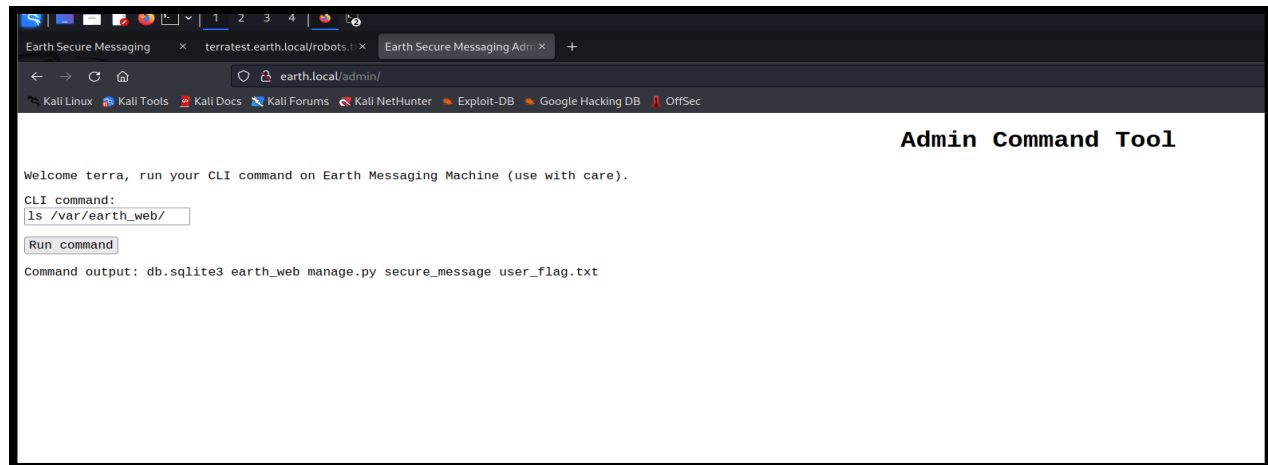 1 2 3 4 2
Earth Secure Messaging × terratest.earth.local/robots.t × Earth Secure Messaging Adm × +
earth.local/admin/
Kali Linux Kali Tools Kali Docs Kali Forums Kali NetHunter Exploit-DB Google Hacking DB OffSec
Admin Command Tool
Welcome terra, run your CLI command on Earth Messaging Machine (use with care).
CLI command:
ls /var/earth_web/
Run command
Command output: db.sqlite3 earth_web manage.py secure_message user_flag.txt